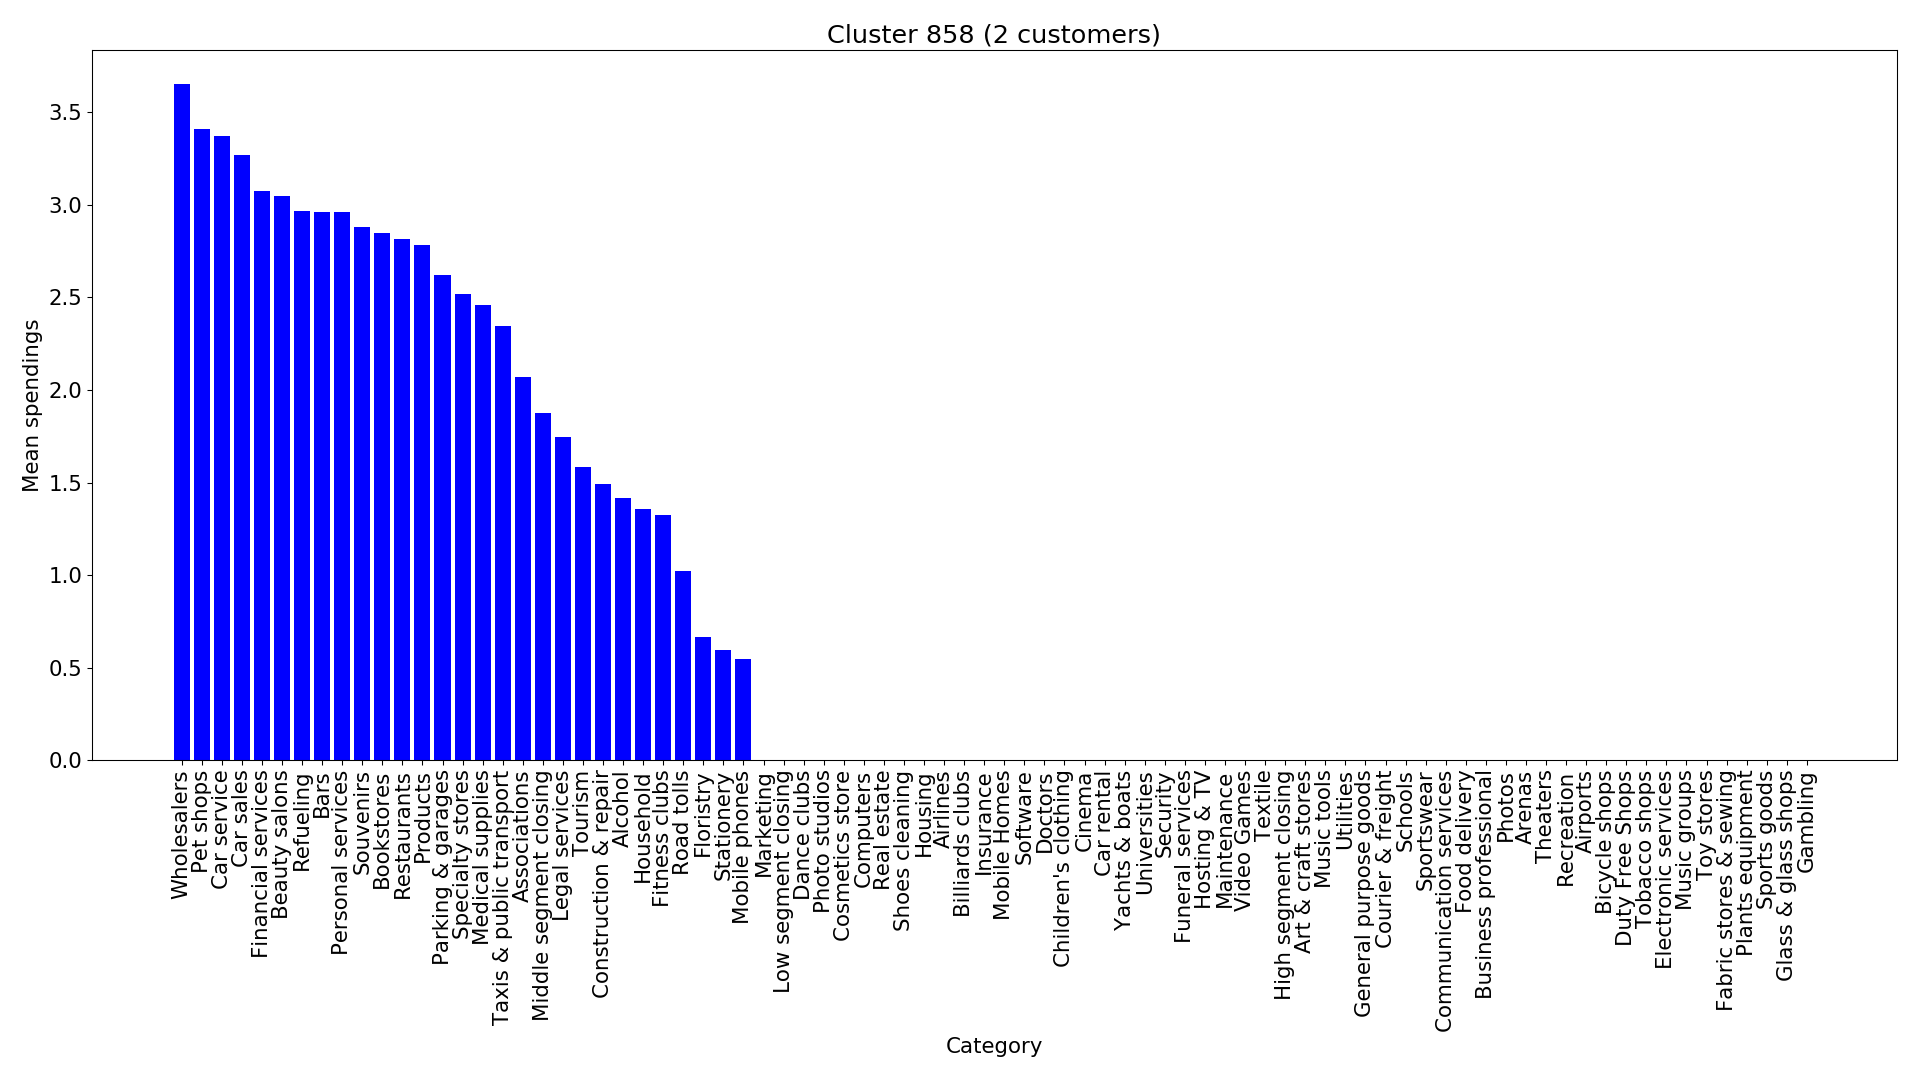 Cluster 858 (2 customers)
3.5
3.0
2.5
2.0
1.5
1.0
0.5
0.0
Mean spendings
Wholesalers
Pet shops
Car service
Car sales
Financial services
Beauty salons
Refueling
Bars
Personal services
Souvenirs
Bookstores
Restaurants
Products
Parking & garages
Specialty stores
Medical supplies
Taxis & public transport
Associations
Middle segment closing
Legal services
Tourism
Construction & repair
Alcohol
Household
Fitness clubs
Road tolls
Floristry
Stationery
Mobile phones
Marketing
Low segment closing
Dance clubs
Photo studios
Cosmetics store
Computers
Real estate
Shoes cleaning
Housing
Airlines
Billiards clubs
Insurance
Mobile Homes
Software
Doctors
Children's clothing
Cinema
Car rental
Yachts & boats
Universities
Security
Funeral services
Hosting & TV
Maintenance
Video Games
Textile
High segment closing
Art & craft stores
Music tools
Utilities
General purpose goods
Courier & freight
Schools
Sportswear
Communication services
Food delivery
Business professional
Photos
Arenas
Theaters
Recreation
Airports
Bicycle shops
Duty Free Shops
Tobacco shops
Electronic services
Music groups
Toy stores
Fabric stores & sewing
Plants equipment
Sports goods
Glass & glass shops
Gambling
Category